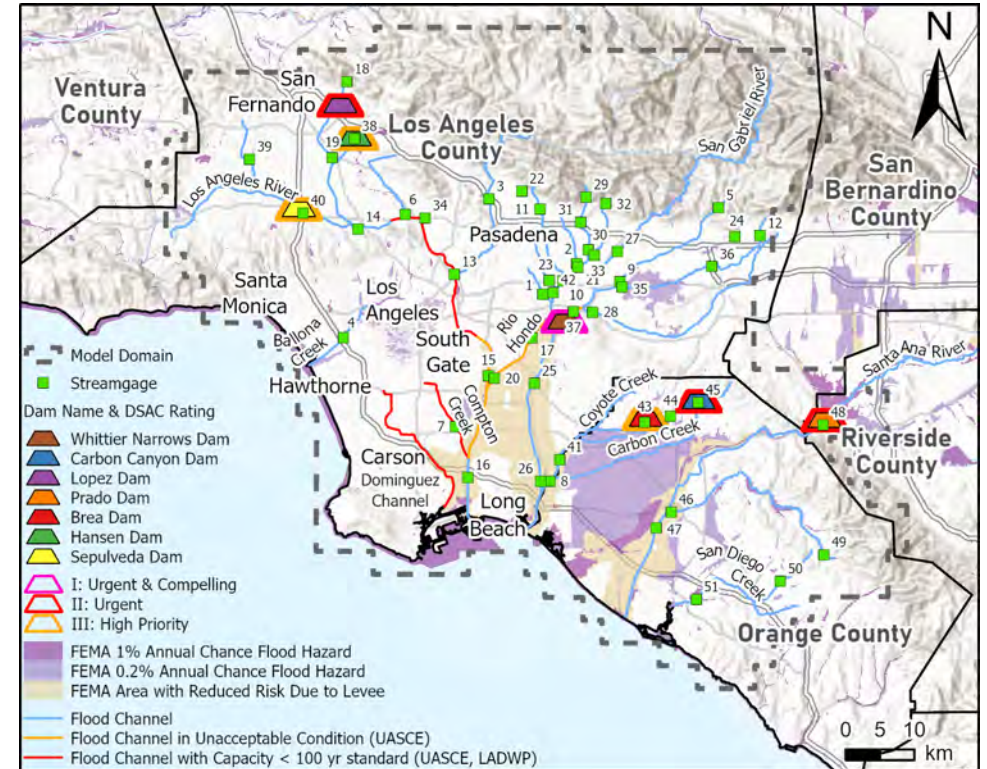 N
Ventura
County
San
Fernando
18
38
Los Angeles
County
San Gabriel River
San
Bernardino
County
19
39
Los Angeles River
40
14
6
34
3
22
11
29
31
32
5
24
12
Pasadena
30
2
27
33
36
13
23
42
21
9
35
1
10
28
37
Santa
Monica
Los
Angeles
Ballona
Creek
4
South
Gate
Rio
Hondo
17
Hawthorne
15
20
25
Compton
Creek
7
Coyote Creek
43
44
45
Carbon Creek
Santa Ana River
48
Riverside
County
Carson
Dominguez
Channel
16
41
26
8
Long
Beach
46
47
49
San Diego
Creek
50
51
Orange County
Model Domain
Streamgage
Dam Name & DSAC Rating
Whittier Narrows Dam
Carbon Canyon Dam
Lopez Dam
Prado Dam
Brea Dam
Hansen Dam
Sepulveda Dam
I: Urgent & Compelling
II: Urgent
III: High Priority
FEMA 1% Annual Chance Flood Hazard
FEMA 0.2% Annual Chance Flood Hazard
FEMA Area with Reduced Risk Due to Levee
Flood Channel
Flood Channel in Unacceptable Condition (UASCE)
Flood Channel with Capacity < 100 yr standard (UASCE, LADWP)
0 5 10
km